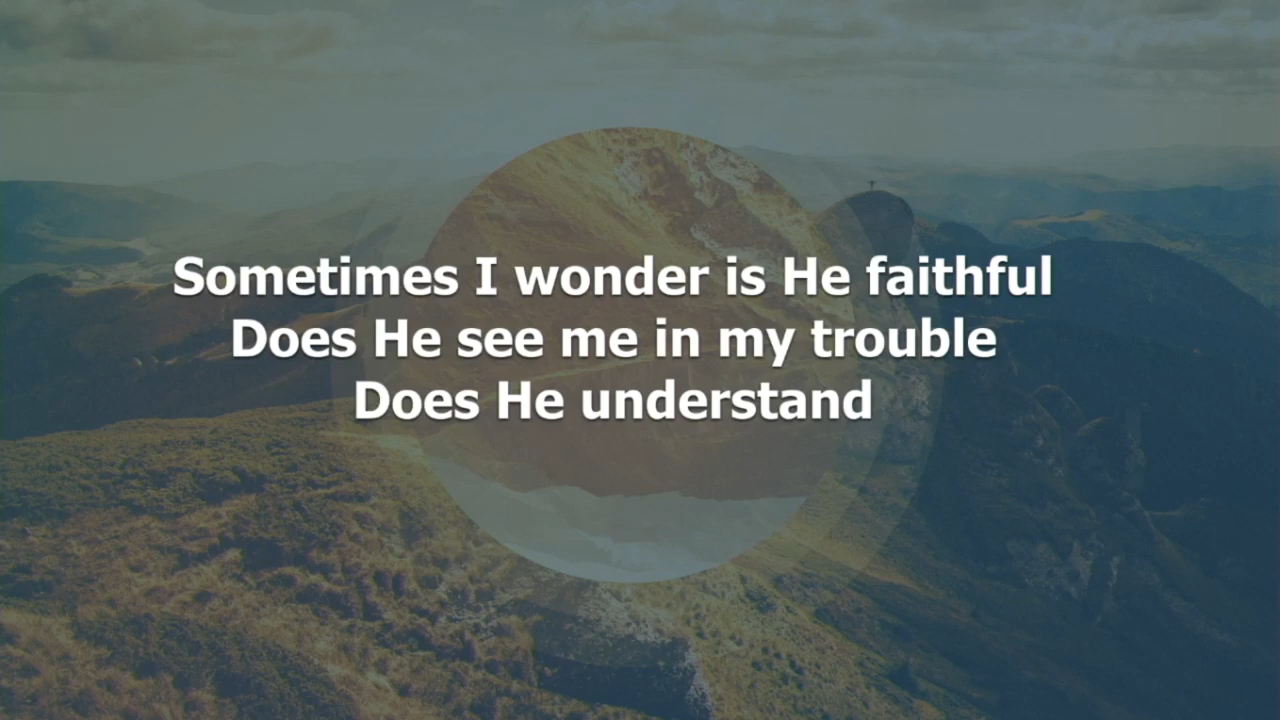 Sometimes I wonder is He faithful
Does He see me in my trouble
Does He understand